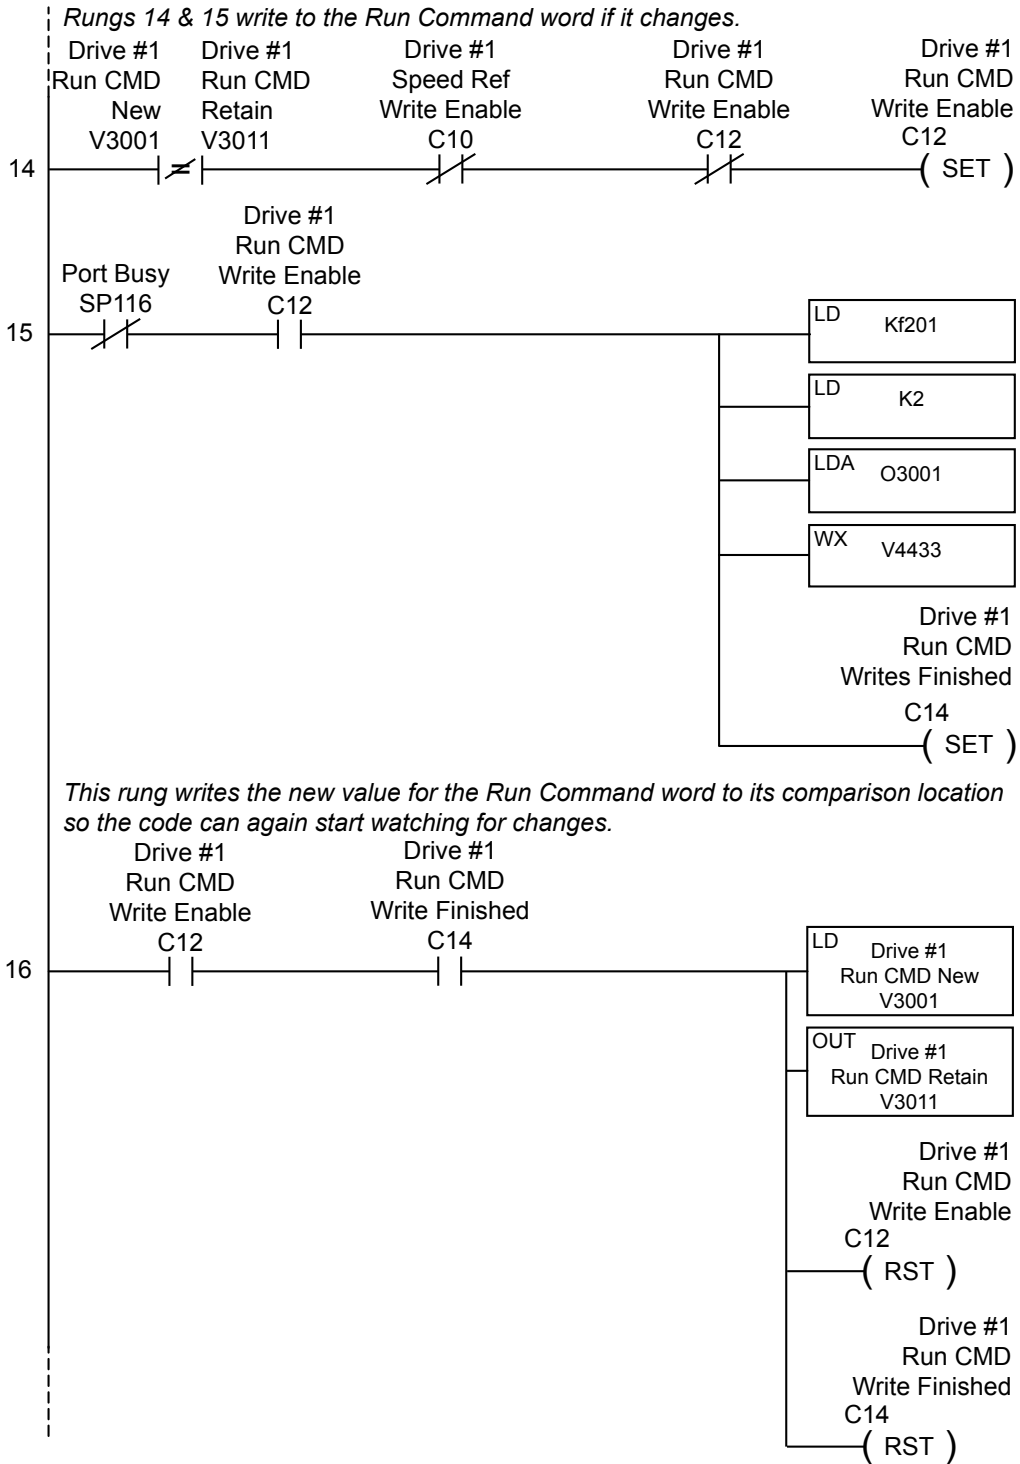 Rungs 14 & 15 write to the Run Command word if it changes.
Drive #1
Run CMD
New
V3001
Drive #1
Run CMD
Retain
V3011
Drive #1
Speed Ref
Write Enable
C10
Drive #1
Run CMD
Write Enable
C12
Drive #1
Run CMD
Write Enable
C12
14
≠
( SET )
Port Busy
SP116
Drive #1
Run CMD
Write Enable
C12
15
LD Kf201
LD K2
LDA O3001
WX V4433
Drive #1
Run CMD
Writes Finished
C14
( SET )
This rung writes the new value for the Run Command word to its comparison location
so the code can again start watching for changes.
Drive #1
Run CMD
Write Enable
C12
Drive #1
Run CMD
Write Finished
C14
16
LD Drive #1
Run CMD New
V3001
OUT Drive #1
Run CMD Retain
V3011
Drive #1
Run CMD
Write Enable
C12
( RST )
Drive #1
Run CMD
Write Finished
C14
( RST )